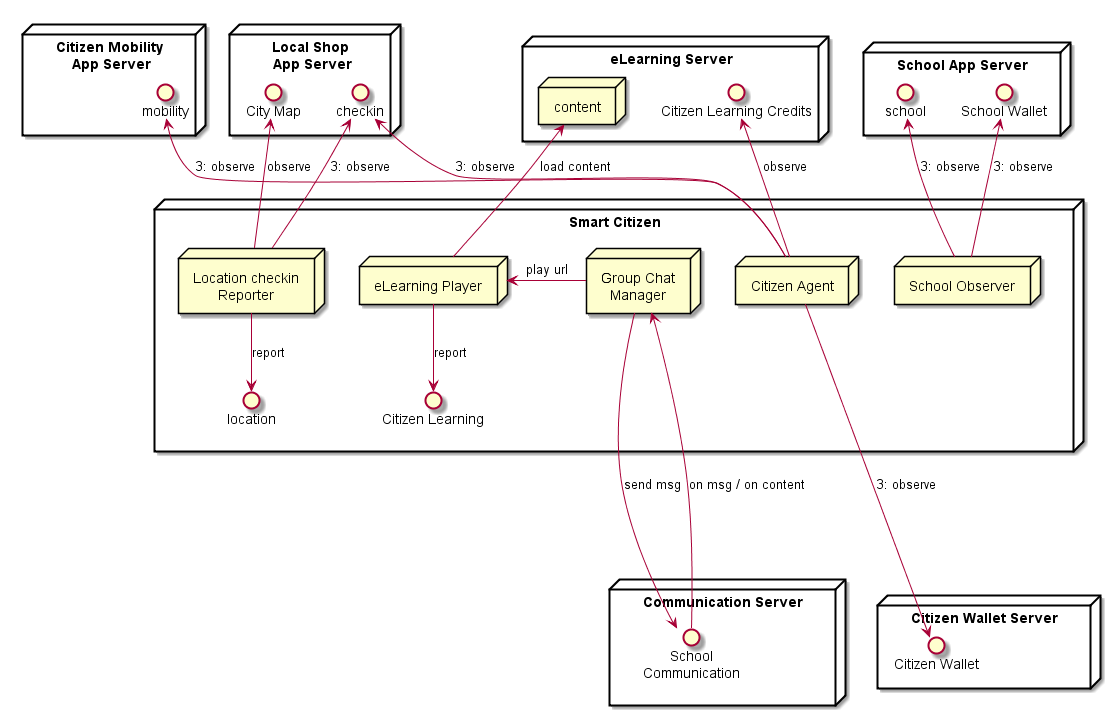 Citizen Mobility
App Server
mobility
Local Shop
App Server
City Map
checkin
eLearning Server
content
Citizen Learning Credits
School App Server
school
School Wallet
3: observe
observe
3: observe
3: observe
load content
observe
3: observe
3: observe
Smart Citizen
Location checkin
Reporter
eLearning Player
play url
Group Chat
Manager
Citizen Agent
School Observer
report
report
location
Citizen Learning
send msg
on msg / on content
3: observe
Communication Server
School
Communication
Citizen Wallet Server
Citizen Wallet